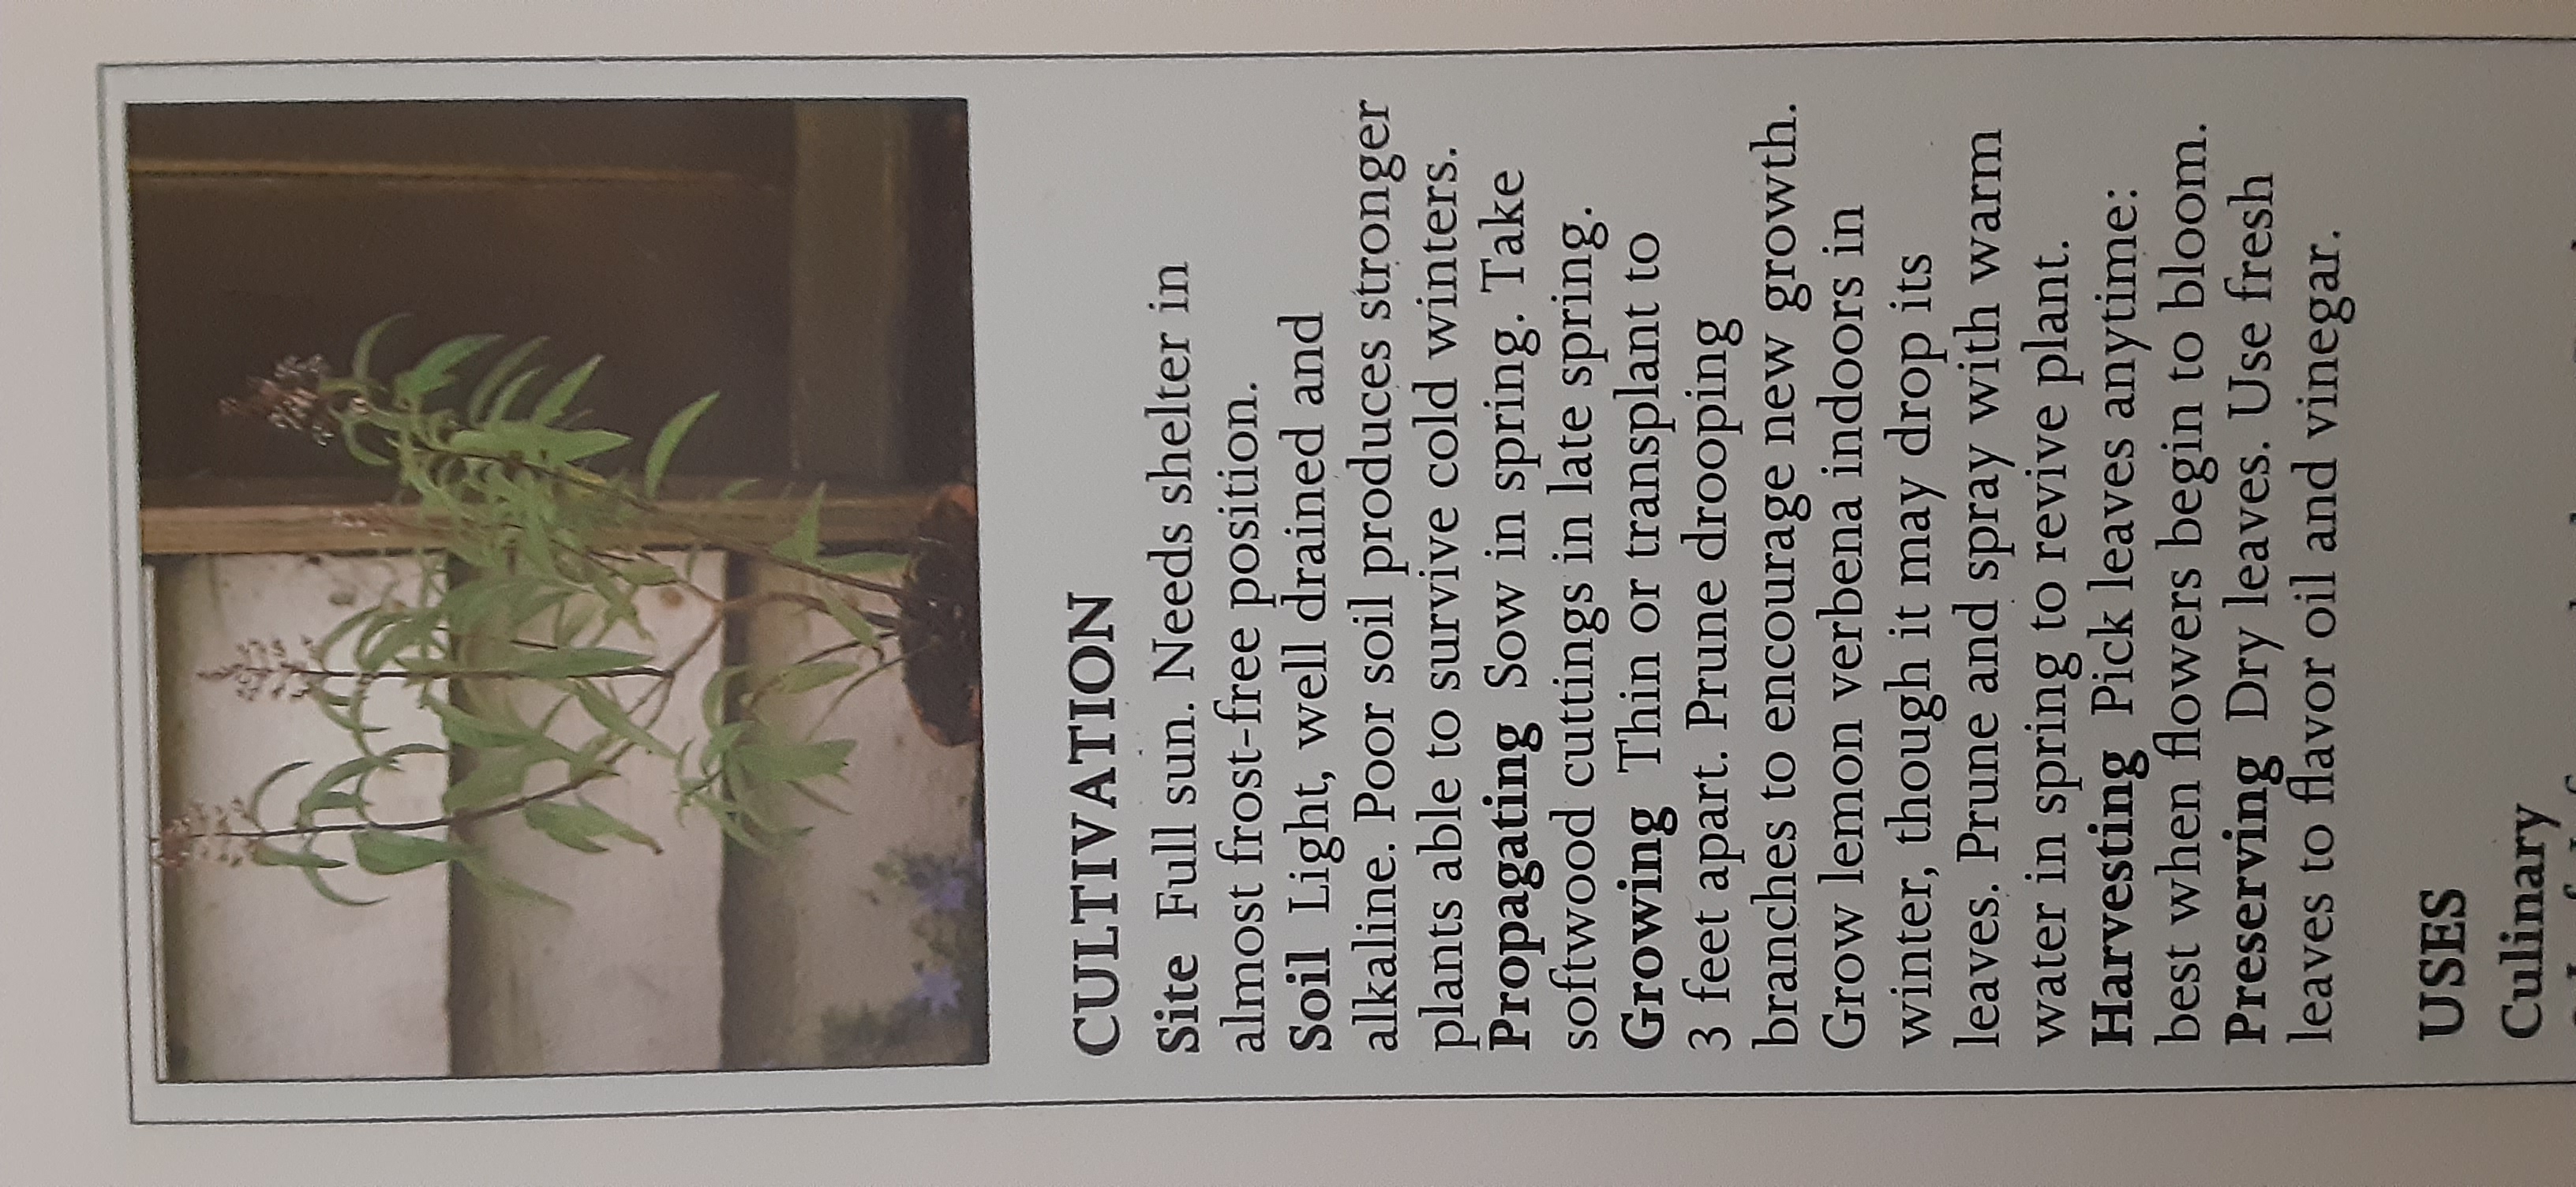 CULTIVATION
Site Full sun. Needs shelter in
almost frost-free position.
Soil Light, well drained and
alkaline. Poor soil produces stronger
plants able to survive cold winters.
Propagating Sow in spring. Take
softwood cuttings in late spring.
Growing Thin or transplant to
3 feet apart. Prune drooping
branches to encourage new growth.
Grow lemon verbena indoors in
winter, though it may drop its
leaves. Prune and spray with warm
water in spring to revive plant.
Harvesting Pick leaves anytime:
best when flowers begin to bloom.
Preserving Dry leaves. Use fresh
leaves to flavor oil and vinegar.
USES
Culinary